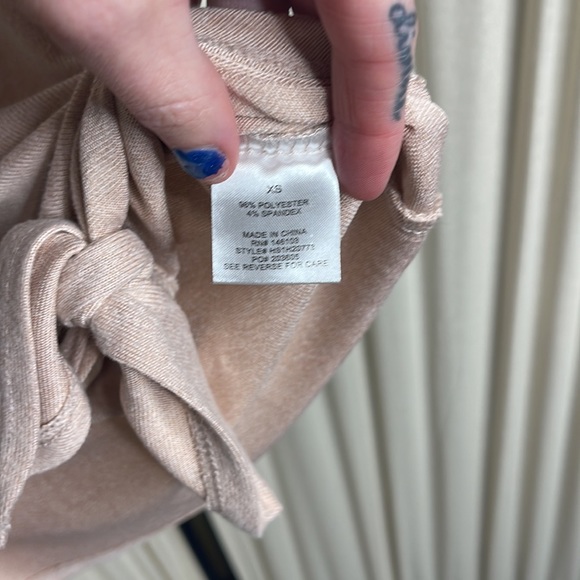 XS
96% POLYESTER
4% SPANDEX
MADE IN CHINA
RN# 146103
STYLE# HS1H20771
PO# 203605
SEE REVERSE FOR CARE